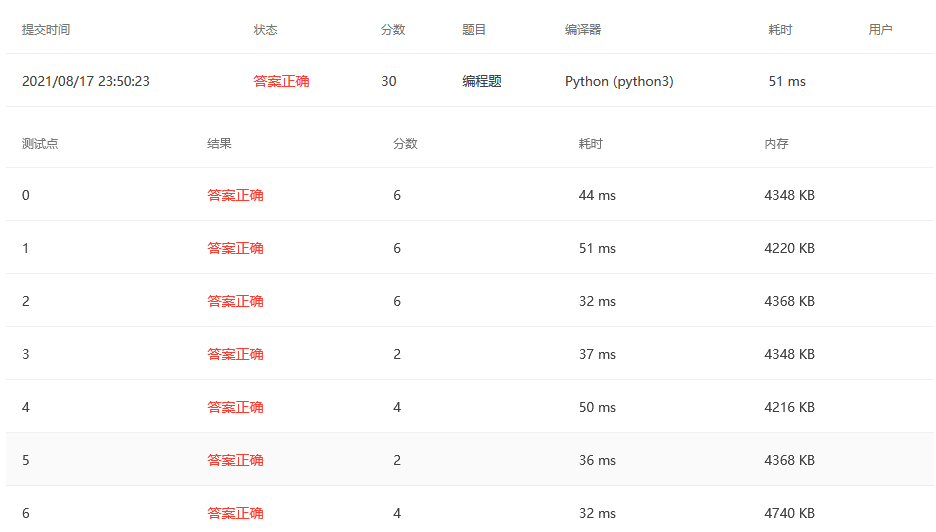 提交时间 状态 分数 题目 编译器 耗时 用户
2021/08/17 23:50:23 答案正确 30 编程题 Python (python3) 51 ms
测试点 结果 分数 耗时 内存
0 答案正确 6 44 ms 4348 KB
1 答案正确 6 51 ms 4220 KB
2 答案正确 6 32 ms 4368 KB
3 答案正确 2 37 ms 4348 KB
4 答案正确 4 50 ms 4216 KB
5 答案正确 2 36 ms 4368 KB
6 答案正确 4 32 ms 4740 KB